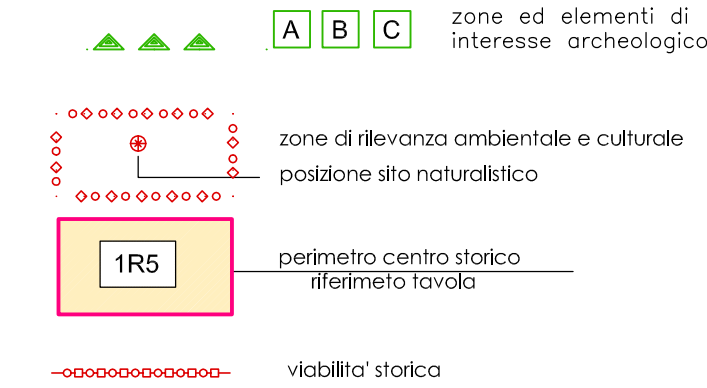 A B C
zone ed elementi di
interesse archeologico
zone di rilevanza ambientale e culturale
posizione sito naturalistico
1R5
perimetro centro storico
riferimeto tavola
viabilita' storica